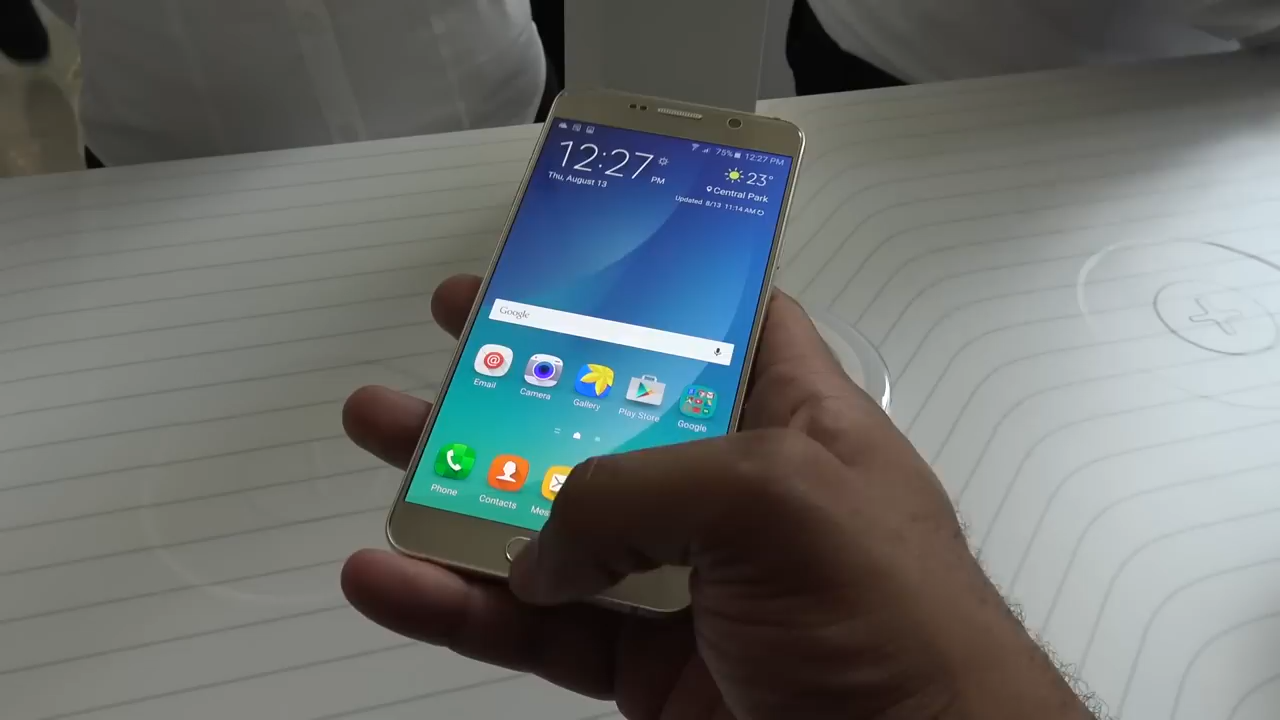 75% 12:27 PM
12:27 PM
Thu, August 13
23°
Central Park
Updated 8/13 11:14 AM
Google
Email
Camera
Gallery
Play Store
Google
Phone
Contacts